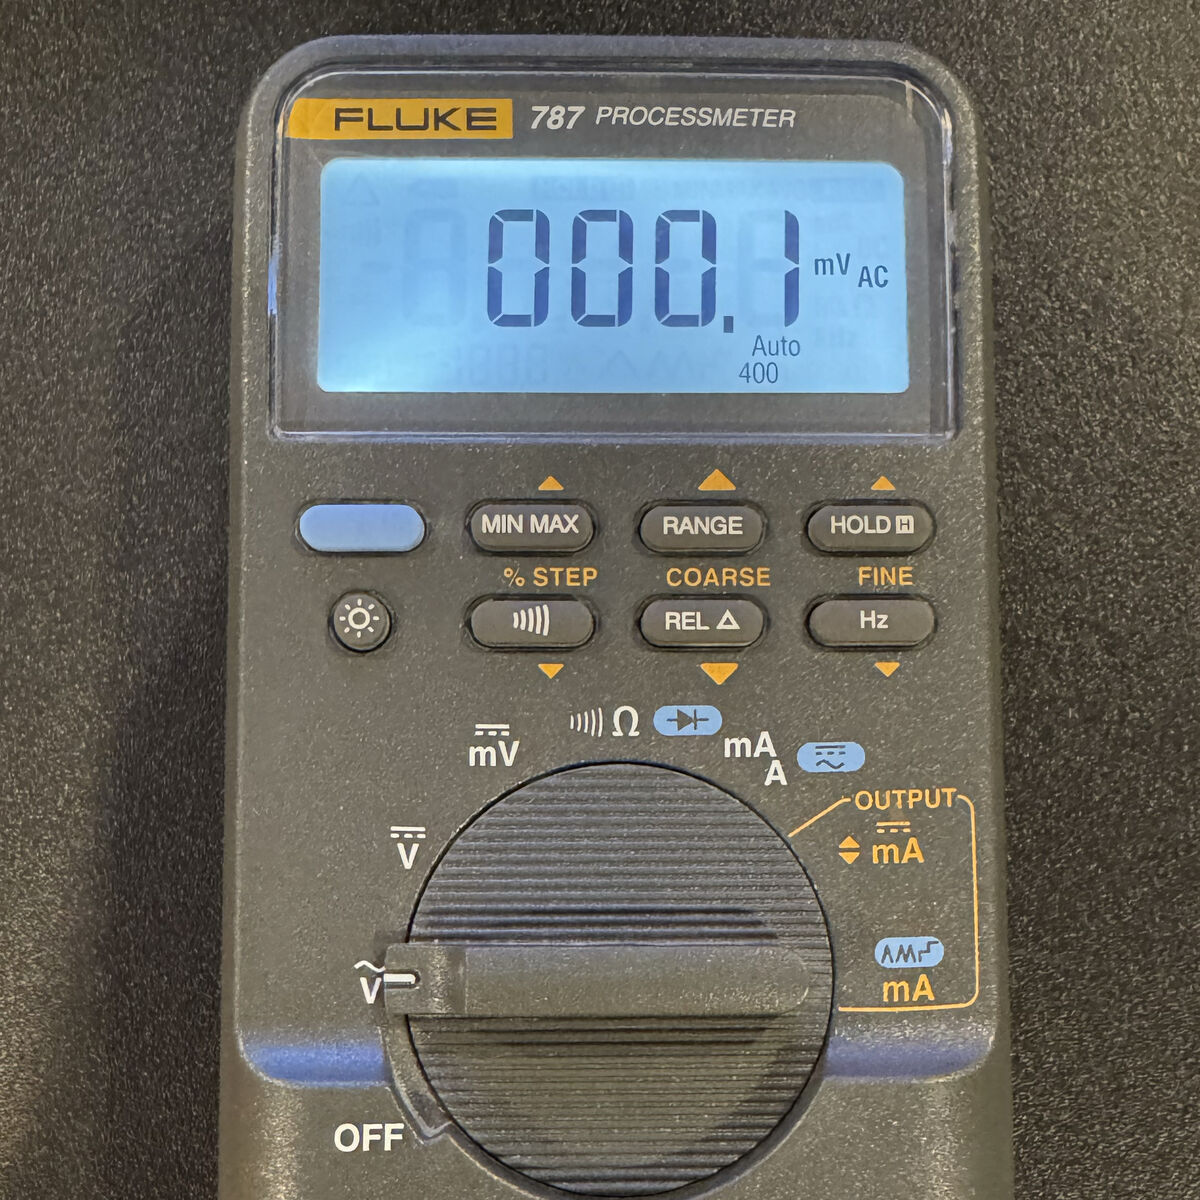 FLUKE 787 PROCESSMETER
000.1 mV AC
Auto
400
MIN MAX RANGE HOLD H
% STEP COARSE FINE
REL Δ Hz
mV Ω mA
A
OUTPUT
V mA
V mA
OFF